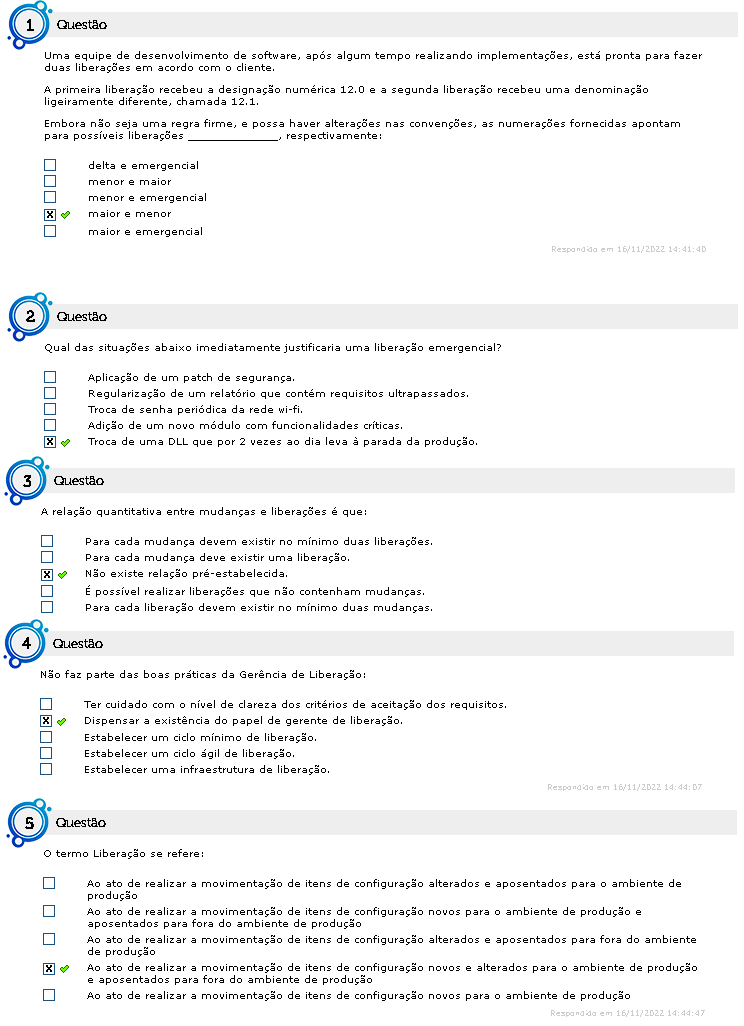 1 Questão
Uma equipe de desenvolvimento de software, após algum tempo realizando implementações, está pronta para fazer
duas liberações em acordo com o cliente.
A primeira liberação recebeu a designação numérica 12.0 e a segunda liberação recebeu uma denominação
ligeiramente diferente, chamada 12.1.
Embora não seja uma regra firme, e possa haver alterações nas convenções, as numerações fornecidas apontam
para possíveis liberações _______________, respectivamente:
delta e emergencial
menor e maior
menor e emergencial
X maior e menor
maior e emergencial
Respondido em 16/11/2022 14:41:40
2 Questão
Qual das situações abaixo imediatamente justificaria uma liberação emergencial?
Aplicação de um patch de segurança.
Regularização de um relatório que contém requisitos ultrapassados.
Troca de senha periódica da rede wi-fi.
Adição de um novo módulo com funcionalidades críticas.
X Troca de uma DLL que por 2 vezes ao dia leva à parada da produção.
3 Questão
A relação quantitativa entre mudanças e liberações é que:
Para cada mudança devem existir no mínimo duas liberações.
Para cada mudança deve existir uma liberação.
X Não existe relação pré-estabelecida.
É possível realizar liberações que não contenham mudanças.
Para cada liberação devem existir no mínimo duas mudanças.
4 Questão
Não faz parte das boas práticas da Gerência de Liberação:
Ter cuidado com o nível de clareza dos critérios de aceitação dos requisitos.
X Dispensar a existência do papel de gerente de liberação.
Estabelecer um ciclo mínimo de liberação.
Estabelecer um ciclo ágil de liberação.
Estabelecer uma infraestrutura de liberação.
Respondido em 16/11/2022 14:44:07
5 Questão
O termo Liberação se refere:
Ao ato de realizar a movimentação de itens de configuração alterados e aposentados para o ambiente de
produção
Ao ato de realizar a movimentação de itens de configuração novos para o ambiente de produção e
aposentados para fora do ambiente de produção
Ao ato de realizar a movimentação de itens de configuração alterados e aposentados para fora do ambiente
de produção
X Ao ato de realizar a movimentação de itens de configuração novos e alterados para o ambiente de produção
e aposentados para fora do ambiente de produção
Ao ato de realizar a movimentação de itens de configuração novos para o ambiente de produção
Respondido em 16/11/2022 14:44:47